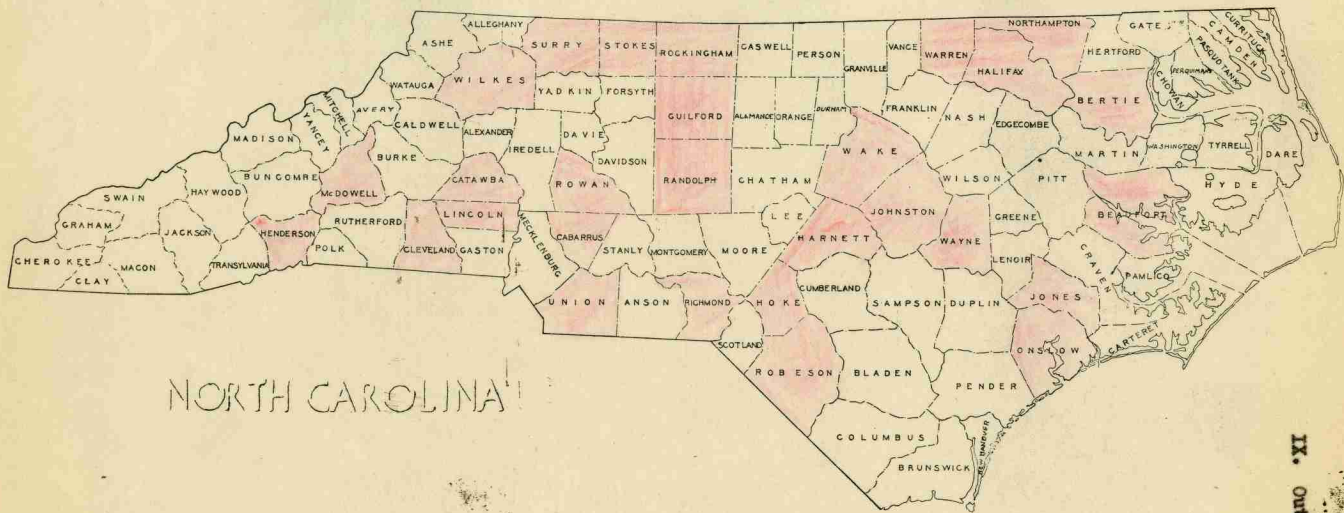 ALLEGHANY
NORTHAMPTON
GATES
CURRITUCK
CAMDEN
ASHE
SURRY
STOKES
ROCKINGHAM
CASWELL
PERSON
VANCE
WARREN
HERTFORD
PASQUOTANK
WILKES
GRANVILLE
HALIFAX
PERQUIMANS
WATAUGA
YADKIN
FORSYTH
BERTIE
CHOWAN
MITCHELL
AVERY
FRANKLIN
YANCEY
CALDWELL
GUILFORD
ALAMANCE
ORANGE
DURHAM
NASH
EDGECOMBE
MADISON
ALEXANDER
IREDELL
DAVIE
MARTIN
WASHINGTON
TYRRELL
DARE
BURKE
DAVIDSON
WAKE
BUNCOMBE
CATAWBA
ROWAN
RANDOLPH
CHATHAM
WILSON
PITT
HYDE
HAYWOOD
McDOWELL
SWAIN
LINCOLN
LEE
JOHNSTON
GREENE
BEAUFORT
GRAHAM
JACKSON
HENDERSON
RUTHERFORD
CLEVELAND
GASTON
MECKLENBURG
CABARRUS
STANLY
MONTGOMERY
MOORE
HARNETT
WAYNE
LENOIR
CRAVEN
PAMLICO
CHEROKEE
MACON
TRANSYLVANIA
POLK
CLAY
UNION
ANSON
RICHMOND
HOKE
CUMBERLAND
SAMPSON
DUPLIN
JONES
SCOTLAND
ONSLOW
CARTERET
ROBESON
BLADEN
PENDER
NORTH CAROLINA
COLUMBUS
NEW HANOVER
BRUNSWICK
IX.